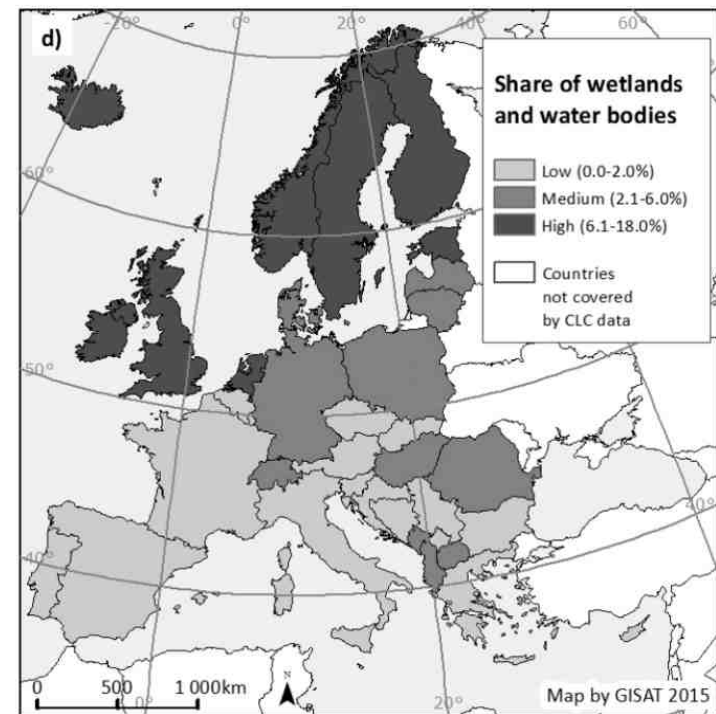 d)
-20°
0°
20°
40°
60°
Share of wetlands
and water bodies
Low (0.0-2.0%)
Medium (2.1-6.0%)
High (6.1-18.0%)
Countries
not covered
by CLC data
60°
50°
40°
40°
0 500 1 000km
0°
N
20°
Map by GISAT 2015